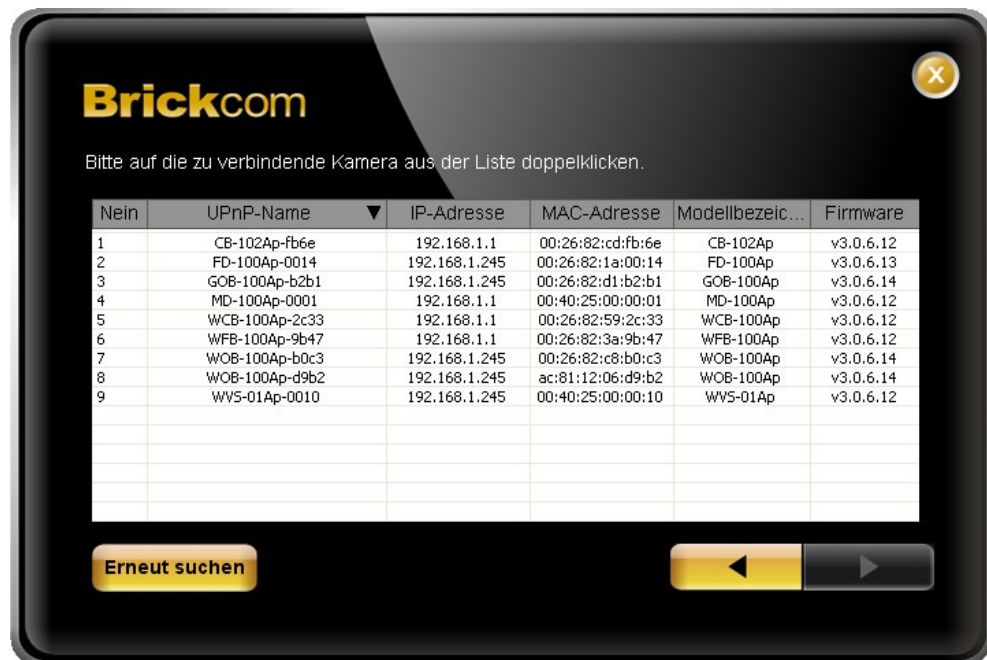 Brickcom
Bitte auf die zu verbindende Kamera aus der Liste doppelklicken.
Nein UPnP-Name ▼ IP-Adresse MAC-Adresse Modellbezeic... Firmware
1 CB-102Ap-fb6e 192.168.1.1 00:26:82:cd:fb:6e CB-102Ap v3.0.6.12
2 FD-100Ap-0014 192.168.1.245 00:26:82:1a:00:14 FD-100Ap v3.0.6.13
3 GOB-100Ap-b2b1 192.168.1.245 00:26:82:d1:b2:b1 GOB-100Ap v3.0.6.14
4 MD-100Ap-0001 192.168.1.1 00:40:25:00:00:01 MD-100Ap v3.0.6.12
5 WCB-100Ap-2c33 192.168.1.1 00:26:82:59:2c:33 WCB-100Ap v3.0.6.12
6 WFB-100Ap-9b47 192.168.1.1 00:26:82:3a:9b:47 WFB-100Ap v3.0.6.12
7 WOB-100Ap-b0c3 192.168.1.245 00:26:82:c8:b0:c3 WOB-100Ap v3.0.6.14
8 WOB-100Ap-d9b2 192.168.1.245 ac:81:12:06:d9:b2 WOB-100Ap v3.0.6.14
9 WVS-01Ap-0010 192.168.1.245 00:40:25:00:00:10 WVS-01Ap v3.0.6.12
Erneut suchen